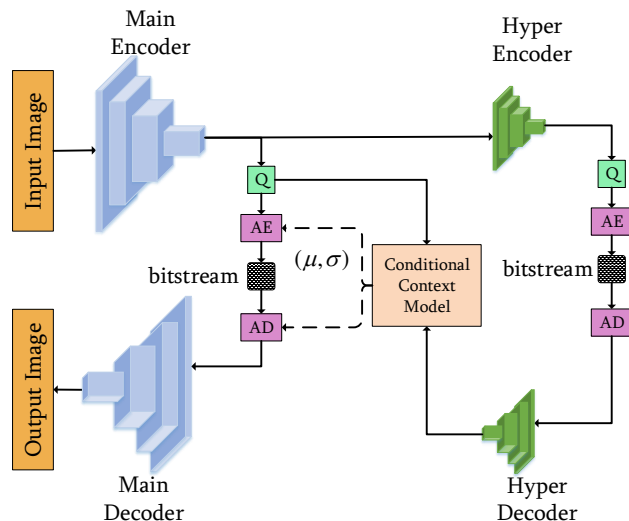 Main
Encoder
Hyper
Encoder
Input Image
Q
Q
AE
AE
(μ, σ)
bitstream
bitstream
Conditional
Context
Model
AD
AD
Output Image
Main
Decoder
Hyper
Decoder